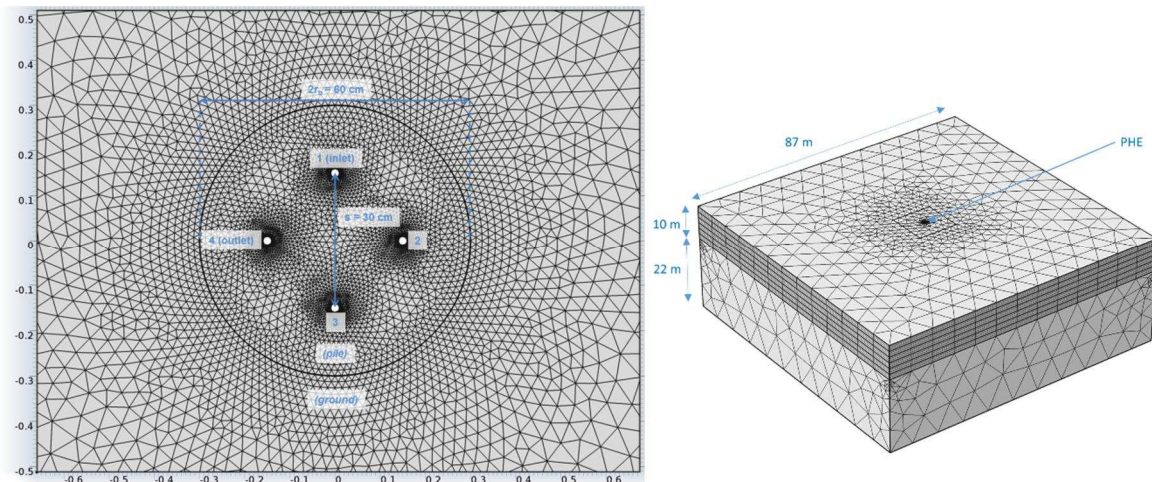 0.5
0.4
0.3
0.2
0.1
0
-0.1
-0.2
-0.3
-0.4
-0.5
-0.6 -0.5 -0.4 -0.3 -0.2 -0.1 0 0.1 0.2 0.3 0.4 0.5 0.6
2rb = 60 cm
1 (inlet)
s = 30 cm
4 (outlet)
2
3
(pile)
(ground)
87 m
PHE
10 m
22 m